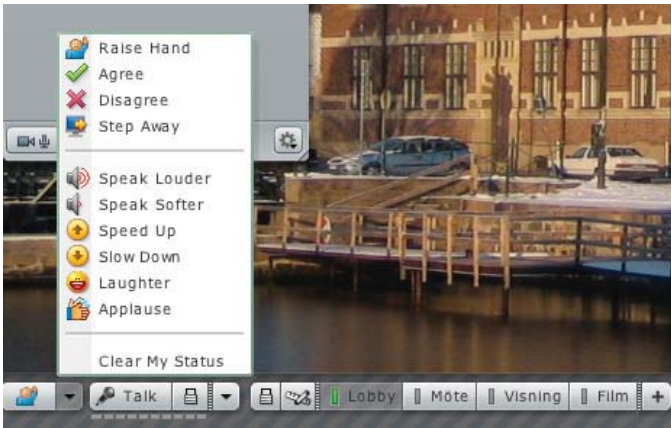 Raise Hand
Agree
Disagree
Step Away
Speak Louder
Speak Softer
Speed Up
Slow Down
Laughter
Applause
Clear My Status
Talk Lobby Möte Visning Film +